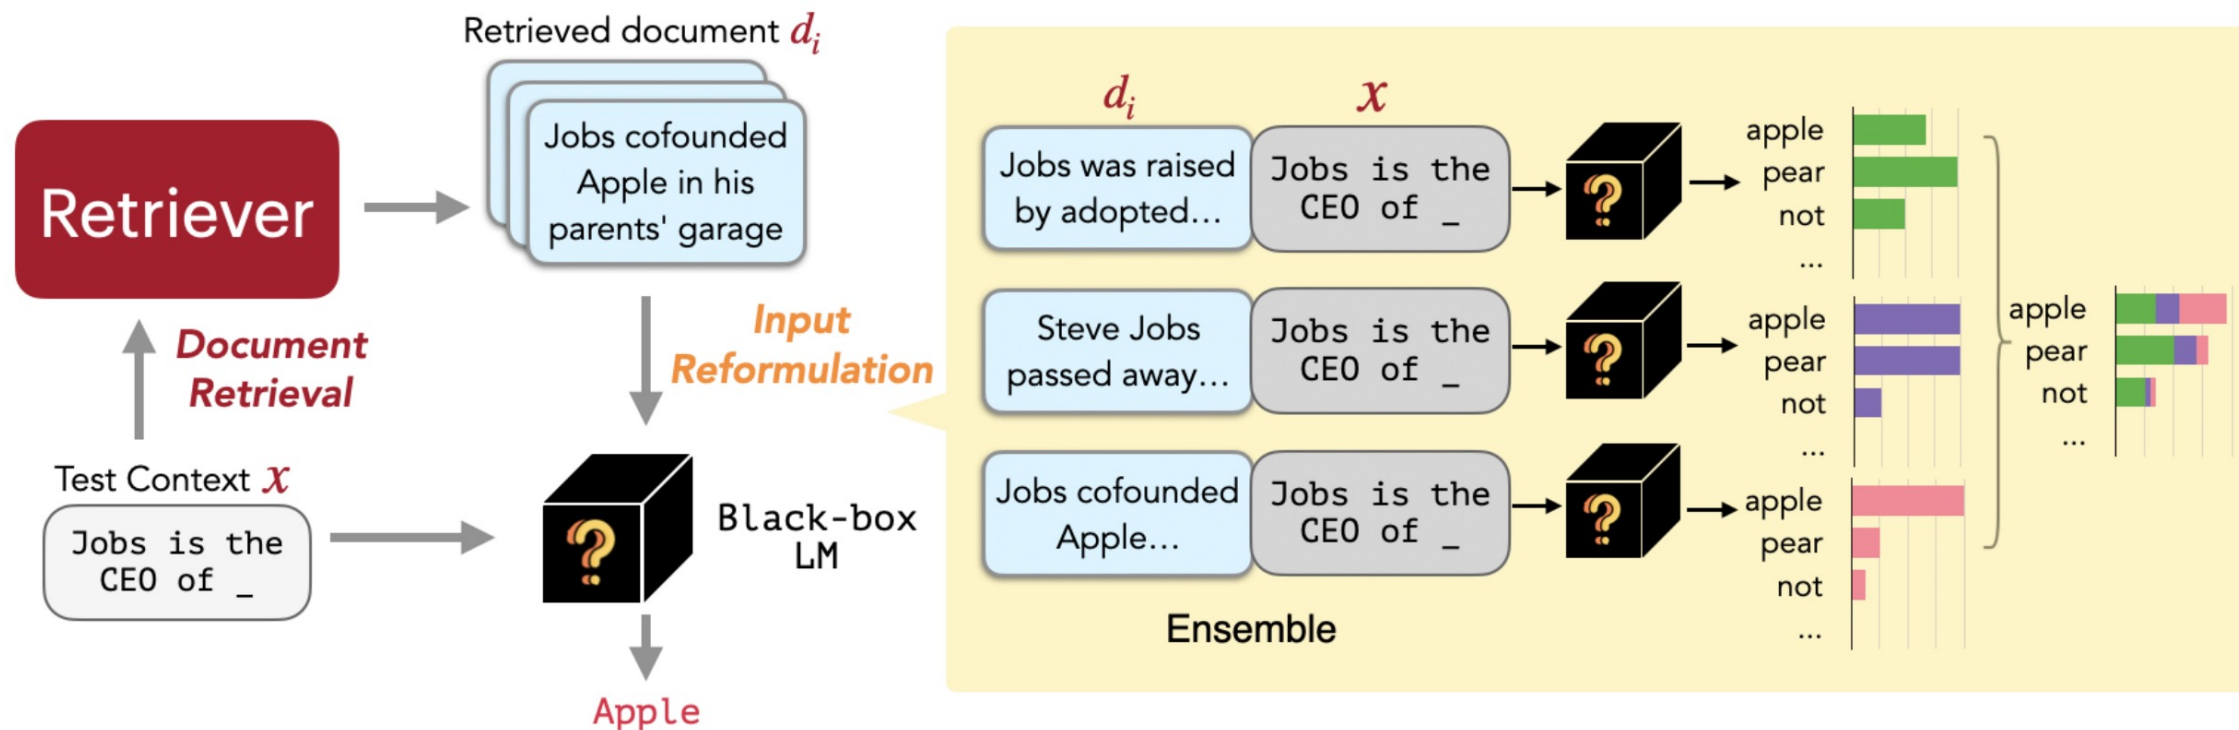 Retrieved document di
Jobs cofounded
Apple in his
parents' garage
Retriever
Document
Retrieval
Input
Reformulation
Test Context x
Jobs is the
CEO of _
?
Black-box
LM
Apple
di
x
Jobs was raised
by adopted...
Jobs is the
CEO of _
?
apple
pear
not
...
Steve Jobs
passed away...
Jobs is the
CEO of _
?
apple
pear
not
...
Jobs cofounded
Apple...
Jobs is the
CEO of _
?
apple
pear
not
...
apple
pear
not
...
Ensemble